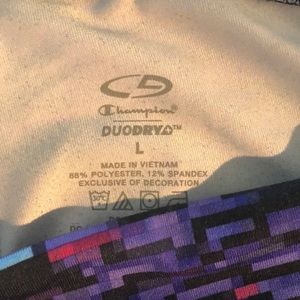 Champion
DUODRY
L
MADE IN VIETNAM
88% POLYESTER, 12% SPANDEX
EXCLUSIVE OF DECORATION